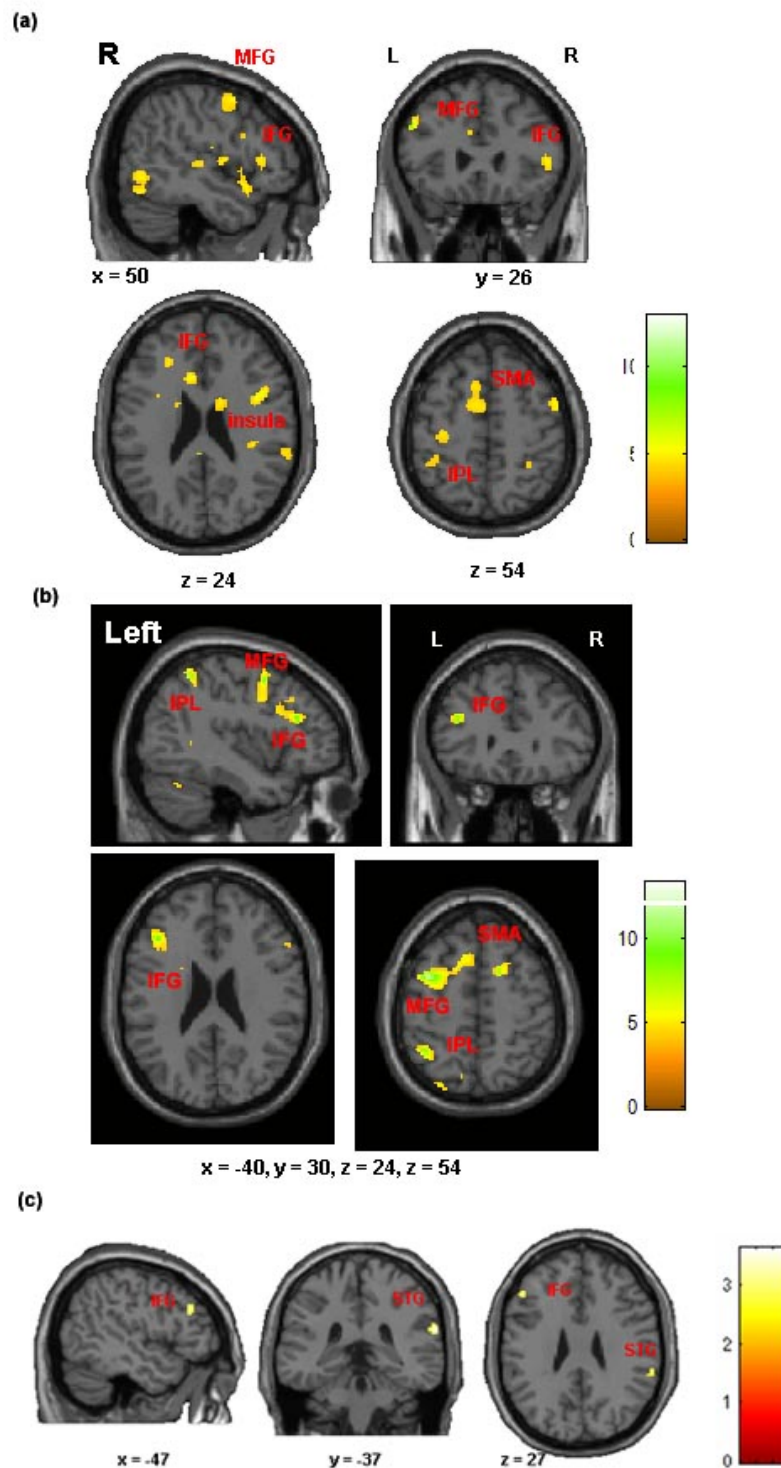 (a)
R
MFG
IFG
x = 50
L
R
MFG
IFG
y = 26
IFG
insula
z = 24
SMA
IPL
z = 54
10
5
0
(b)
Left
MFG
IPL
IFG
L
R
IFG
IFG
SMA
MFG
IPL
10
5
0
x = -40, y = 30, z = 24, z = 54
(c)
IFG
x = -47
STG
y = -37
IFG
STG
z = 27
3
2
1
0